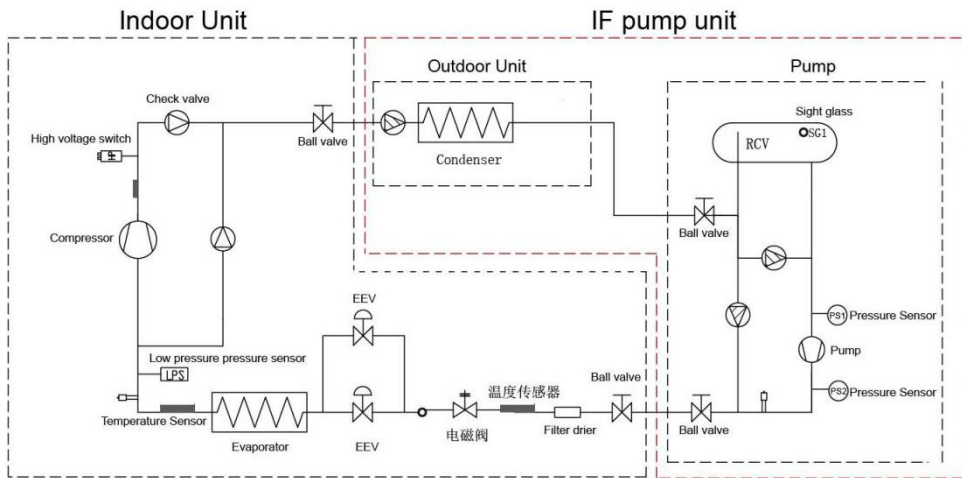 Indoor Unit
IF pump unit
Outdoor Unit
Pump
Check valve
Sight glass
High voltage switch
HP
Ball valve
Condenser
RCV
SG1
Compressor
Ball valve
EEV
PS1
Pressure Sensor
Pump
Low pressure pressure sensor
LPS
温度传感器
Ball valve
PS2
Pressure Sensor
Temperature Sensor
Evaporator
EEV
电磁阀
Filter drier
Ball valve